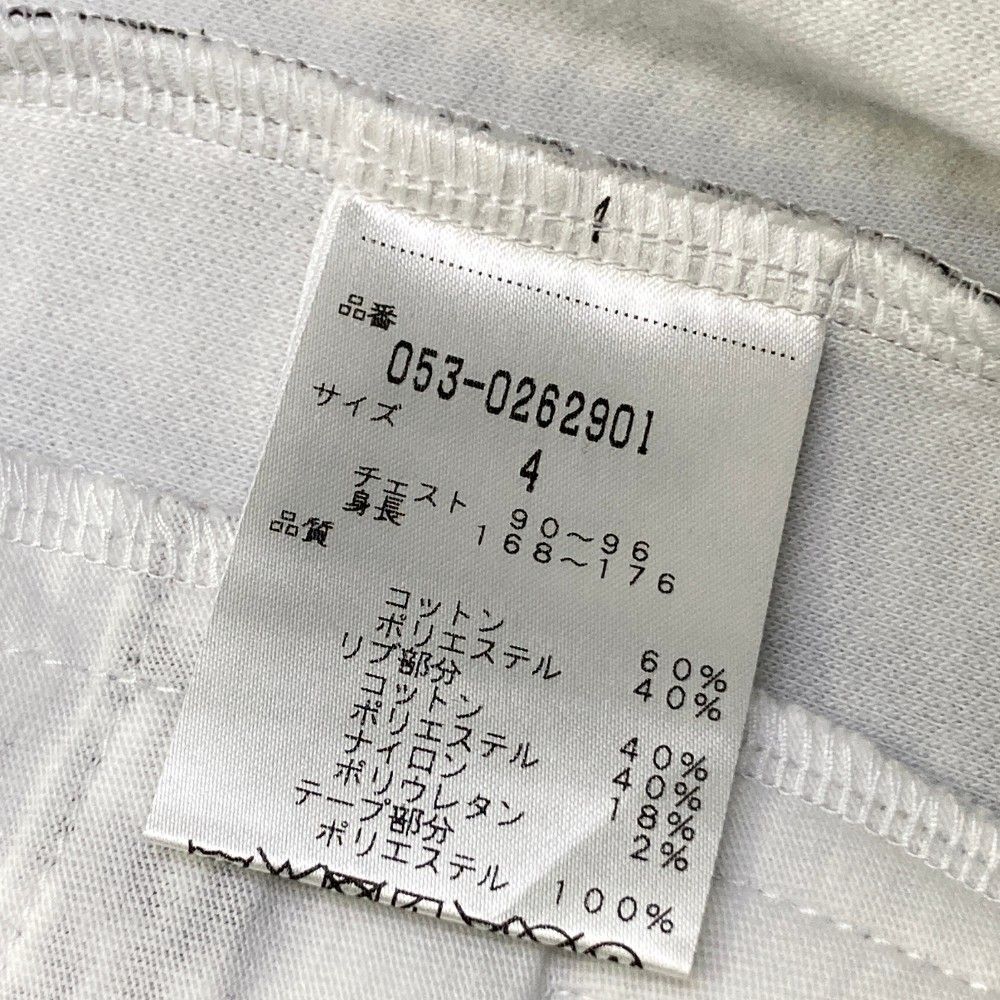 品番
053-0262901
サイズ
4
チェスト 90～96
身長 168～176
品質
コットン 60%
ポリエステル 40%
リブ部分
コットン 40%
ポリエステル 40%
ナイロン 18%
ポリウレタン 2%
テープ部分
ポリエステル 100%